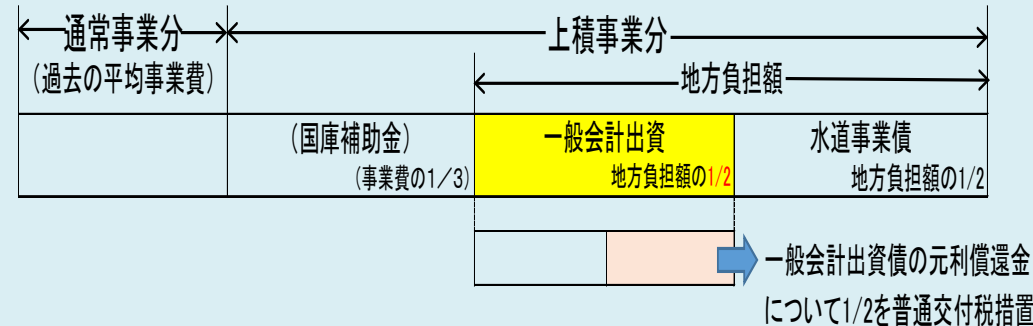 通常事業分
(過去の平均事業費)
上積事業分
地方負担額
(国庫補助金)
(事業費の1/3)
一般会計出資
地方負担額の1/2
水道事業債
地方負担額の1/2
一般会計出資債の元利償還金
について1/2を普通交付税措置